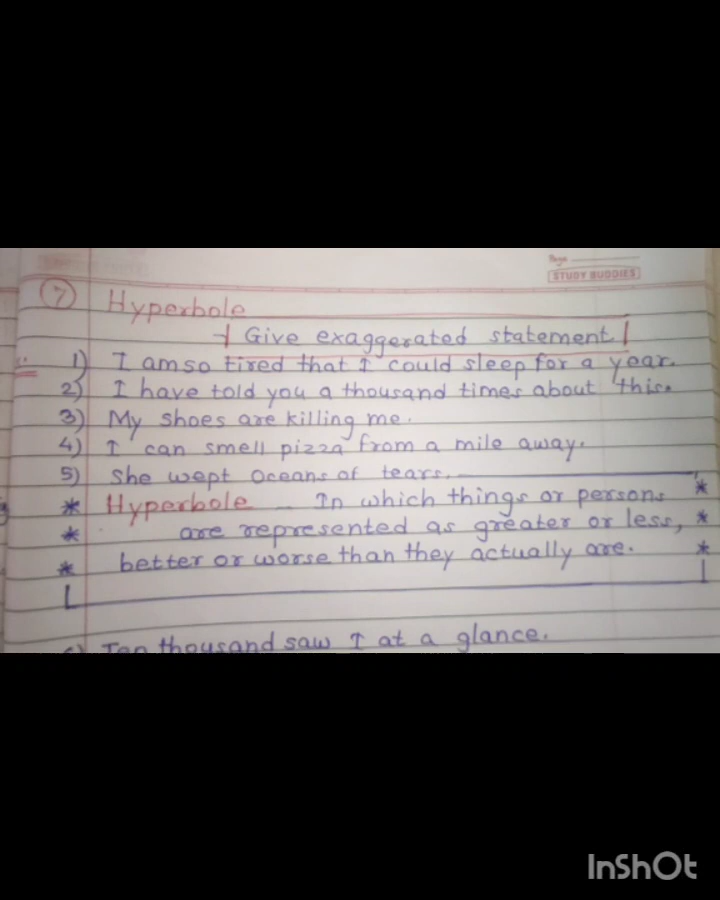 Page
STUDY BUDDIES
7 Hyperbole
Give exaggerated statement
1) I am so tired that I could sleep for a year.
2) I have told you a thousand times about this.
3) My shoes are killing me.
4) I can smell pizza from a mile away.
5) She wept oceans of tears.
* Hyperbole - In which things or persons *
* are represented as greater or less, *
* better or worse than they actually are. *
6) Ten thousand saw I at a glance.
InShOt